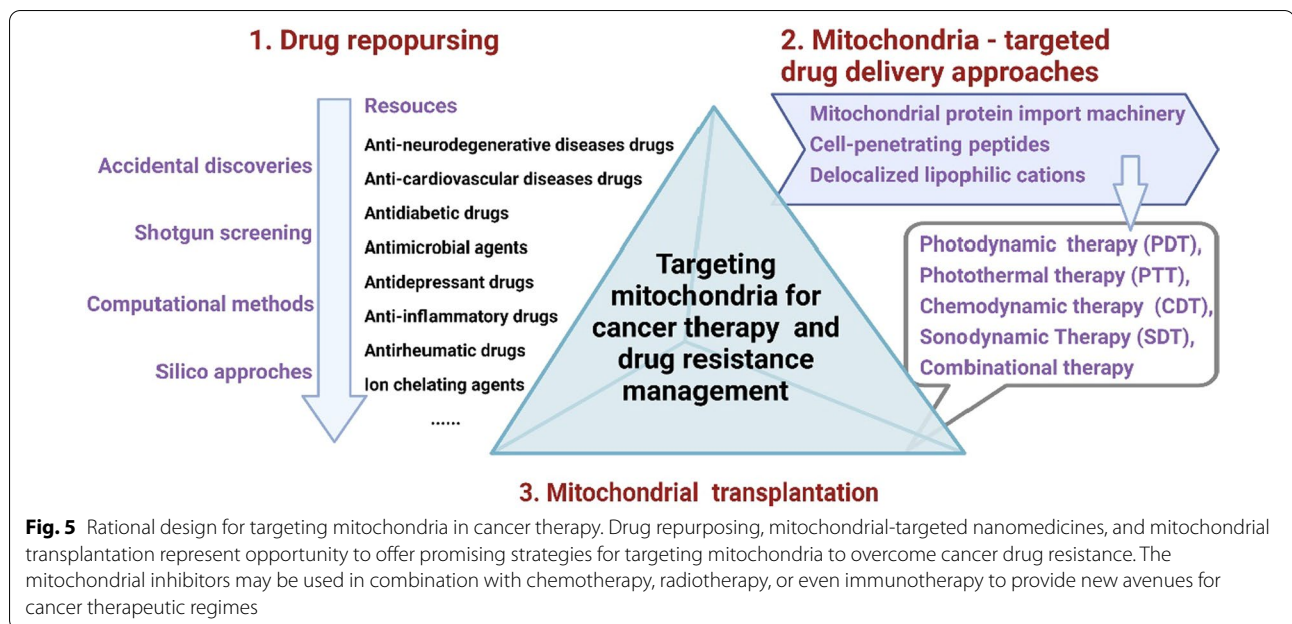 1. Drug repopursing
Accidental discoveries
Shotgun screening
Computational methods
Silico approches
Resouces
Anti-neurodegenerative diseases drugs
Anti-cardiovascular diseases drugs
Antidiabetic drugs
Antimicrobial agents
Antidepressant drugs
Anti-inflammatory drugs
Antirheumatic drugs
Ion chelating agents
......
Targeting
mitochondria for
cancer therapy and
drug resistance
management
2. Mitochondria - targeted
drug delivery approaches
Mitochondrial protein import machinery
Cell-penetrating peptides
Delocalized lipophilic cations
Photodynamic therapy (PDT),
Photothermal therapy (PTT),
Chemodynamic therapy (CDT),
Sonodynamic Therapy (SDT),
Combinational therapy
3. Mitochondrial transplantation
Fig. 5 Rational design for targeting mitochondria in cancer therapy. Drug repurposing, mitochondrial-targeted nanomedicines, and mitochondrial
transplantation represent opportunity to offer promising strategies for targeting mitochondria to overcome cancer drug resistance. The
mitochondrial inhibitors may be used in combination with chemotherapy, radiotherapy, or even immunotherapy to provide new avenues for
cancer therapeutic regimes